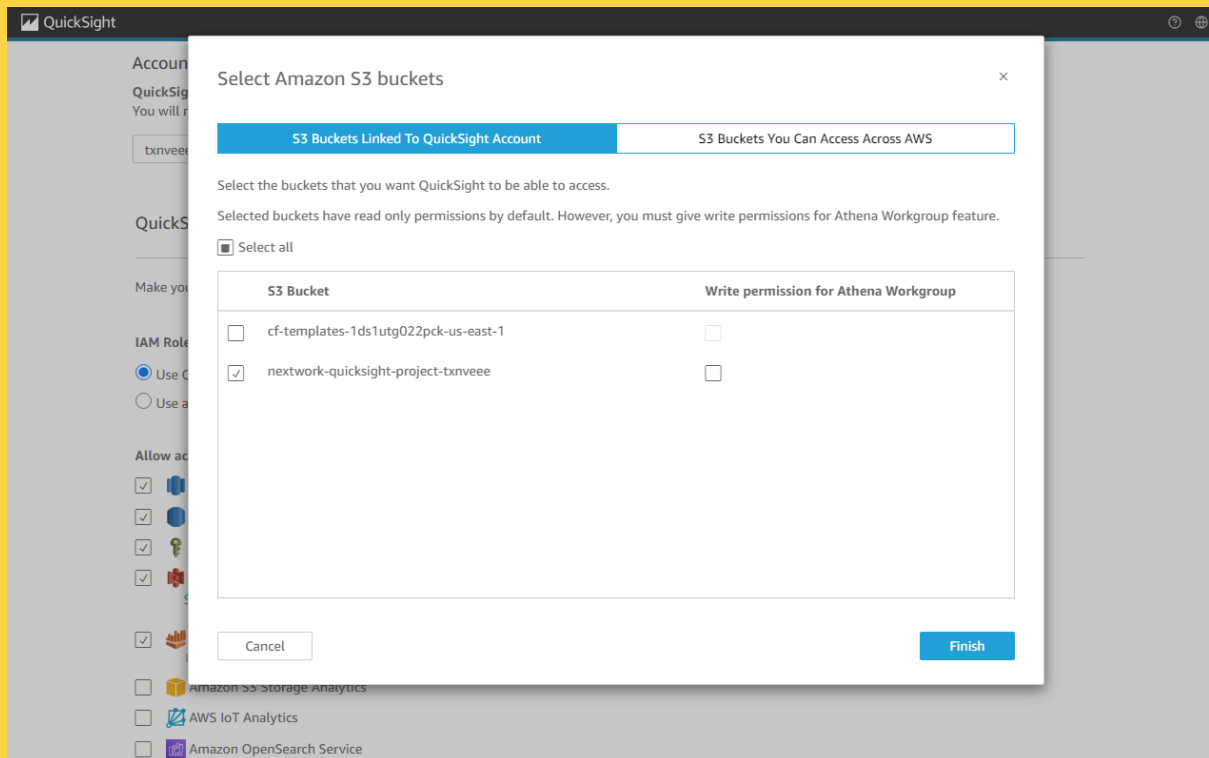 QuickSight
Accoun
QuickSig
You will r
txnveee
QuickS
Make you
IAM Role
Use
Use a
Allow ac
Select Amazon S3 buckets
S3 Buckets Linked To QuickSight Account
S3 Buckets You Can Access Across AWS
Select the buckets that you want QuickSight to be able to access.
Selected buckets have read only permissions by default. However, you must give write permissions for Athena Workgroup feature.
Select all
S3 Bucket
Write permission for Athena Workgroup
cf-templates-1ds1utg022pck-us-east-1
nextwork-quicksight-project-txnveee
Cancel
Finish
Amazon S3 Storage Analytics
AWS IoT Analytics
Amazon OpenSearch Service